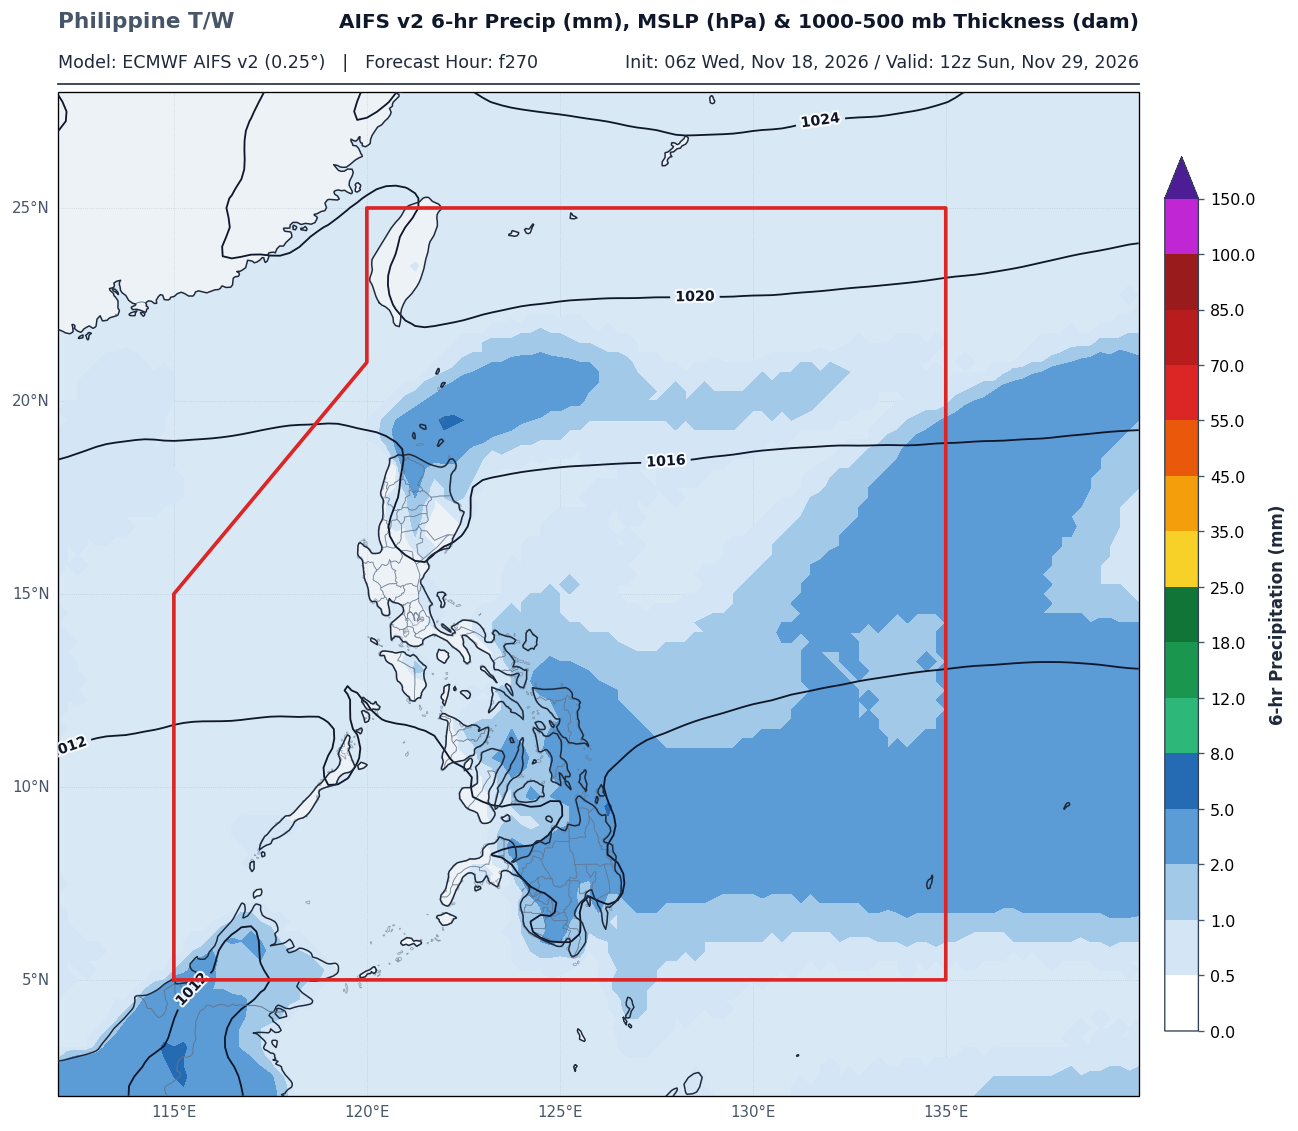 Philippine T/W
AIFS v2 6-hr Precip (mm), MSLP (hPa) & 1000-500 mb Thickness (dam)
Model: ECMWF AIFS v2 (0.25°) | Forecast Hour: f270
Init: 06z Wed, Nov 18, 2026 / Valid: 12z Sun, Nov 29, 2026
1024
1020
1016
012
1012
25°N
20°N
15°N
10°N
5°N
115°E
120°E
125°E
130°E
135°E
150.0
100.0
85.0
70.0
55.0
45.0
35.0
25.0
18.0
12.0
8.0
5.0
2.0
1.0
0.5
0.0
6-hr Precipitation (mm)